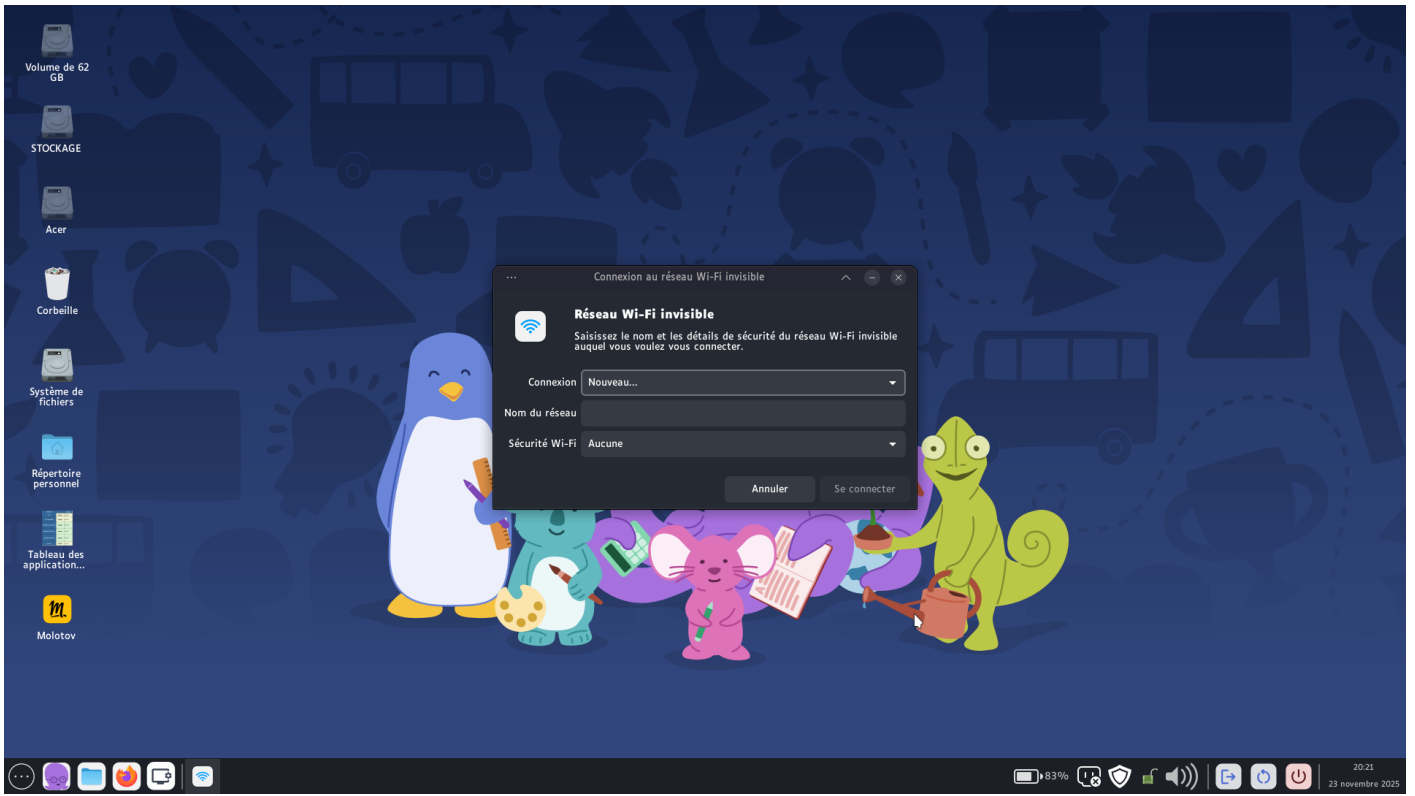 Volume de 62
GB
STOCKAGE
Acer
Corbeille
Système de
fichiers
Répertoire
personnel
Tableau des
application...
m.
Molotov
Connexion au réseau Wi-Fi invisible
Réseau Wi-Fi invisible
Saisissez le nom et les détails de sécurité du réseau Wi-Fi invisible
auquel vous voulez vous connecter.
Connexion Nouveau...
Nom du réseau
Sécurité Wi-Fi Aucune
Annuler Se connecter
83%
20:21
23 novembre 2025